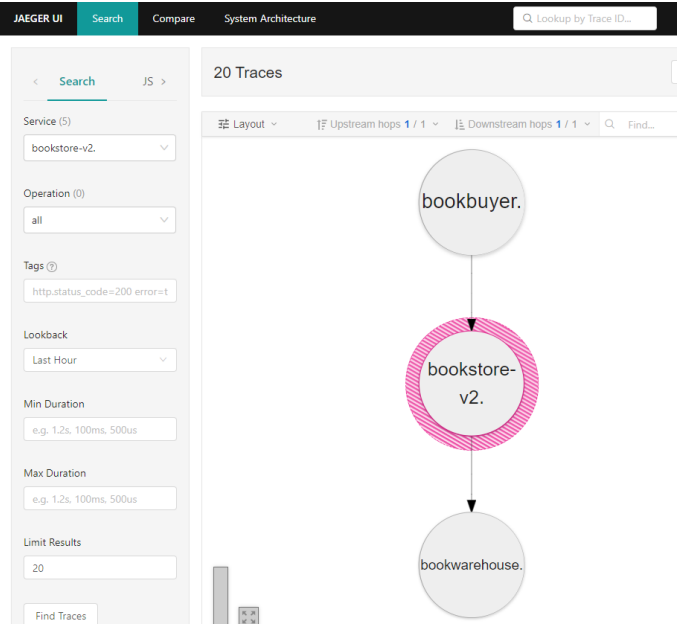 JAEGER UI Search Compare System Architecture Lookup by Trace ID...
< Search JS >
20 Traces
Service (5)
bookstore-v2.
Operation (0)
all
Tags ?
http.status_code=200 error=t
Lookback
Last Hour
Min Duration
e.g. 1.2s, 100ms, 500us
Max Duration
e.g. 1.2s, 100ms, 500us
Limit Results
20
Find Traces
Layout Upstream hops 1 / 1 Downstream hops 1 / 1 Find...
bookbuyer.
bookstore-
v2.
bookwarehouse.